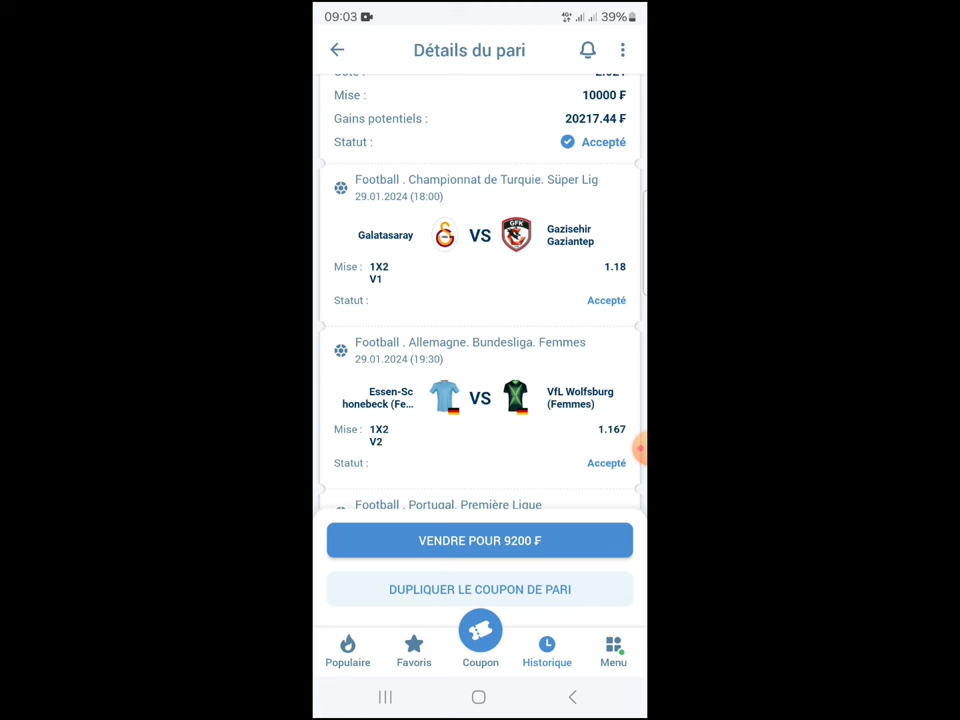 09:03 4G+ 39%
Détails du pari
Mise : 10000 ₣
Gains potentiels : 20217.44 ₣
Statut : Accepté
Football . Championnat de Turquie. Süper Lig
29.01.2024 (18:00)
Galatasaray VS Gazisehir
Gaziantep
GFK
Mise : 1X2 1.18
V1
Statut : Accepté
Football . Allemagne. Bundesliga. Femmes
29.01.2024 (19:30)
Essen-Sc VS VfL Wolfsburg
honebeck (Fe... (Femmes)
Mise : 1X2 1.167
V2
Statut : Accepté
Football . Portugal. Première Ligue
VENDRE POUR 9200 ₣
DUPLIQUER LE COUPON DE PARI
Populaire Favoris Coupon Historique Menu